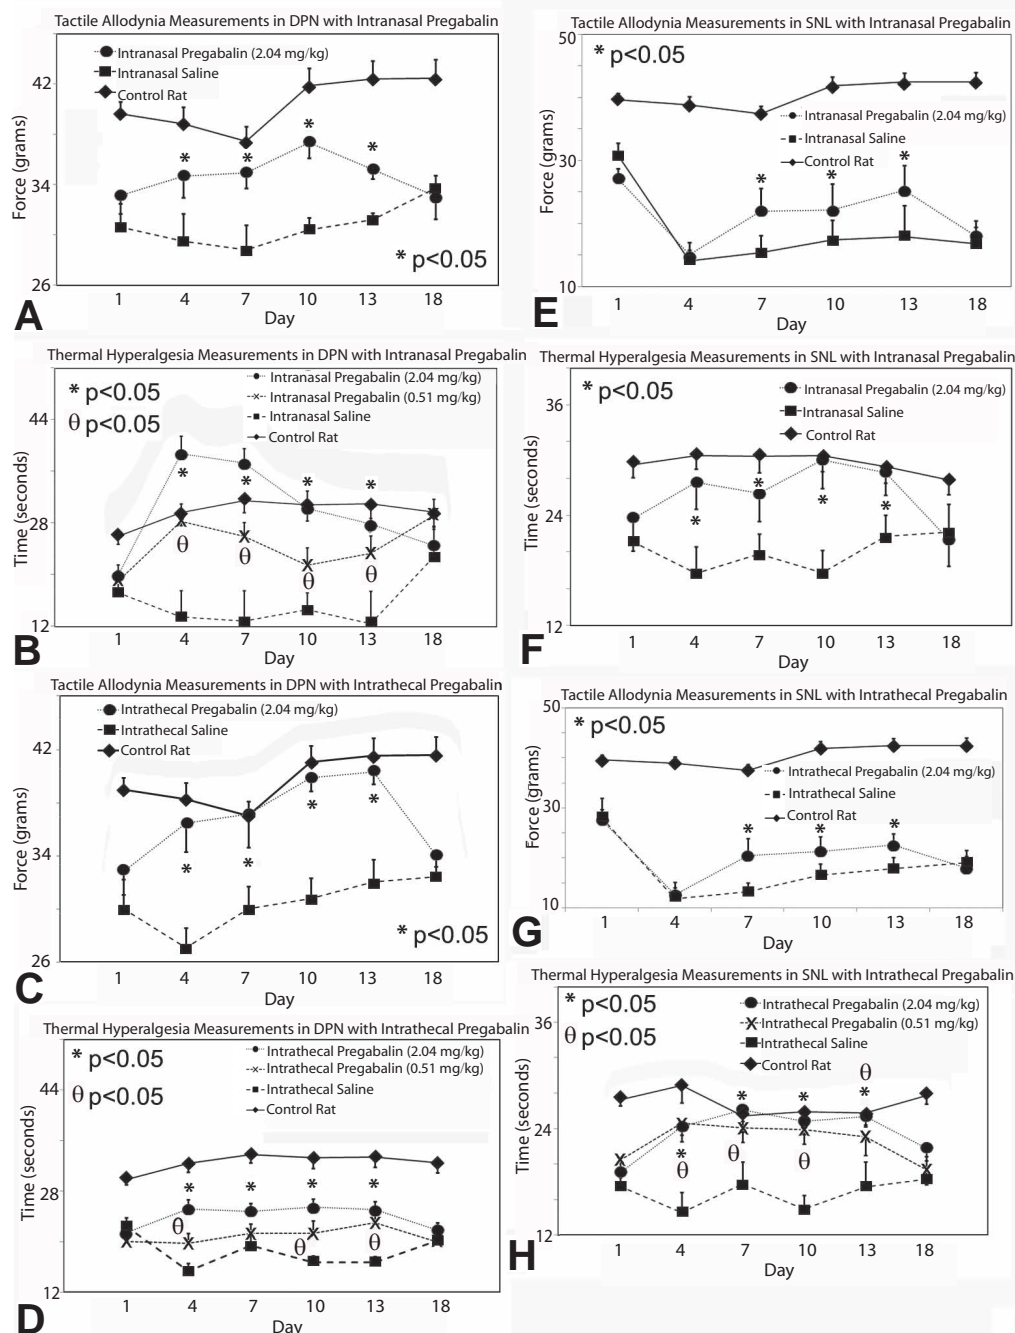 Tactile Allodynia Measurements in DPN with Intranasal Pregabalin
Intranasal Pregabalin (2.04 mg/kg)
Intranasal Saline
Control Rat
42
34
26
Force (grams)
* * * *
* p<0.05
1 4 7 10 13 18
Day
A
Thermal Hyperalgesia Measurements in DPN with Intranasal Pregabalin
* p<0.05
θ p<0.05
Intranasal Pregabalin (2.04 mg/kg)
Intranasal Pregabalin (0.51 mg/kg)
Intranasal Saline
Control Rat
44
28
12
Time (seconds)
* * * *
θ θ θ θ
1 4 7 10 13 18
Day
B
Tactile Allodynia Measurements in DPN with Intrathecal Pregabalin
Intrathecal Pregabalin (2.04 mg/kg)
Intrathecal Saline
Control Rat
42
34
26
Force (grams)
* * * *
* p<0.05
1 4 7 10 13 18
Day
C
Thermal Hyperalgesia Measurements in DPN with Intrathecal Pregabalin
* p<0.05
θ p<0.05
Intrathecal Pregabalin (2.04 mg/kg)
Intrathecal Pregabalin (0.51 mg/kg)
Intrathecal Saline
Control Rat
44
28
12
Time (seconds)
* * * *
θ θ θ
1 4 7 10 13 18
Day
D
Tactile Allodynia Measurements in SNL with Intranasal Pregabalin
* p<0.05
Intranasal Pregabalin (2.04 mg/kg)
Intranasal Saline
Control Rat
50
30
10
Force (grams)
* * *
1 4 7 10 13 18
Day
E
Thermal Hyperalgesia Measurements in SNL with Intranasal Pregabalin
* p<0.05
Intranasal Pregabalin (2.04 mg/kg)
Intranasal Saline
Control Rat
36
24
12
Time (seconds)
* * * *
1 4 7 10 13 18
Day
F
Tactile Allodynia Measurements in SNL with Intrathecal Pregabalin
* p<0.05
Intrathecal Pregabalin (2.04 mg/kg)
Intrathecal Saline
Control Rat
50
30
10
Force (grams)
* * *
1 4 7 10 13 18
Day
G
Thermal Hyperalgesia Measurements in SNL with Intrathecal Pregabalin
* p<0.05
θ p<0.05
Intrathecal Pregabalin (2.04 mg/kg)
Intrathecal Pregabalin (0.51 mg/kg)
Intrathecal Saline
Control Rat
36
24
12
Time (seconds)
* * * *
θ θ θ θ
1 4 7 10 13 18
Day
H